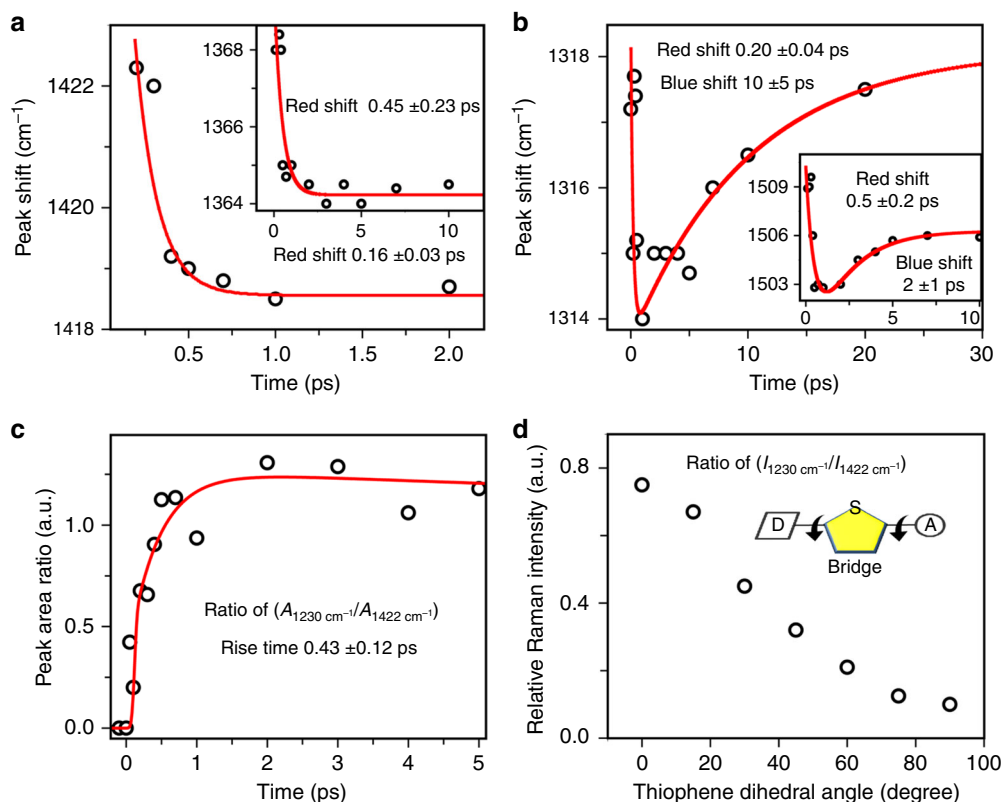 a
1422
1420
1418
Peak shift (cm⁻¹)
0.5
1.0
1.5
2.0
Time (ps)
1368
1366
1364
0
5
10
Red shift 0.45 ±0.23 ps
Red shift 0.16 ±0.03 ps
b
1318
1316
1314
Peak shift (cm⁻¹)
0
10
20
30
Time (ps)
Red shift 0.20 ±0.04 ps
Blue shift 10 ±5 ps
1509
1506
1503
0
5
10
Red shift
0.5 ±0.2 ps
Blue shift
2 ±1 ps
c
1.0
0.5
0.0
Peak area ratio (a.u.)
0
1
2
3
4
5
Time (ps)
Ratio of (A₁₂₃₀ cm⁻¹/A₁₄₂₂ cm⁻¹)
Rise time 0.43 ±0.12 ps
d
0.8
0.4
0.0
Relative Raman intensity (a.u.)
0
20
40
60
80
100
Thiophene dihedral angle (degree)
Ratio of (I₁₂₃₀ cm⁻¹/I₁₄₂₂ cm⁻¹)
D
S
A
Bridge